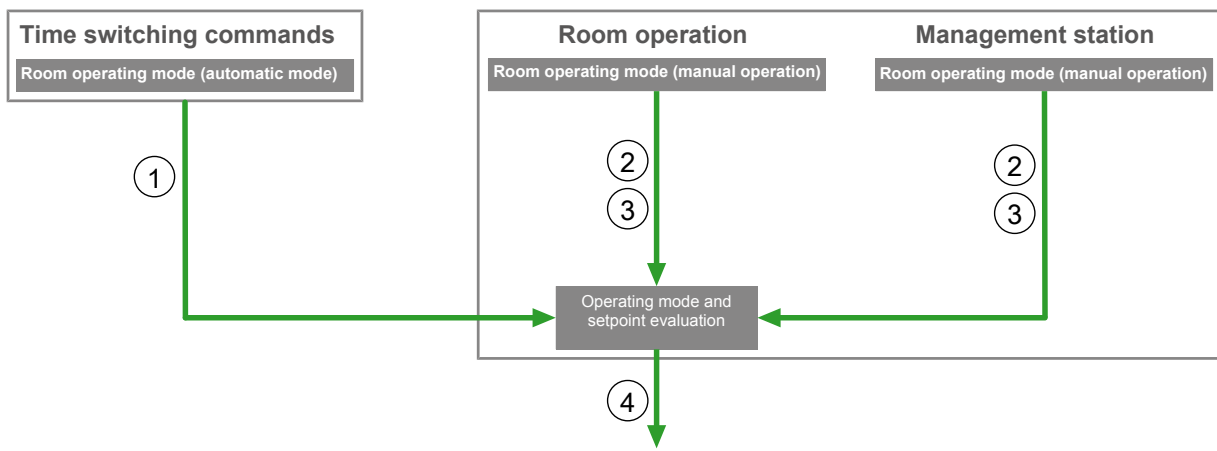 Time switching commands
Room operating mode (automatic mode)
Room operation
Room operating mode (manual operation)
Management station
Room operating mode (manual operation)
1
2
3
2
3
Operating mode and
setpoint evaluation
4